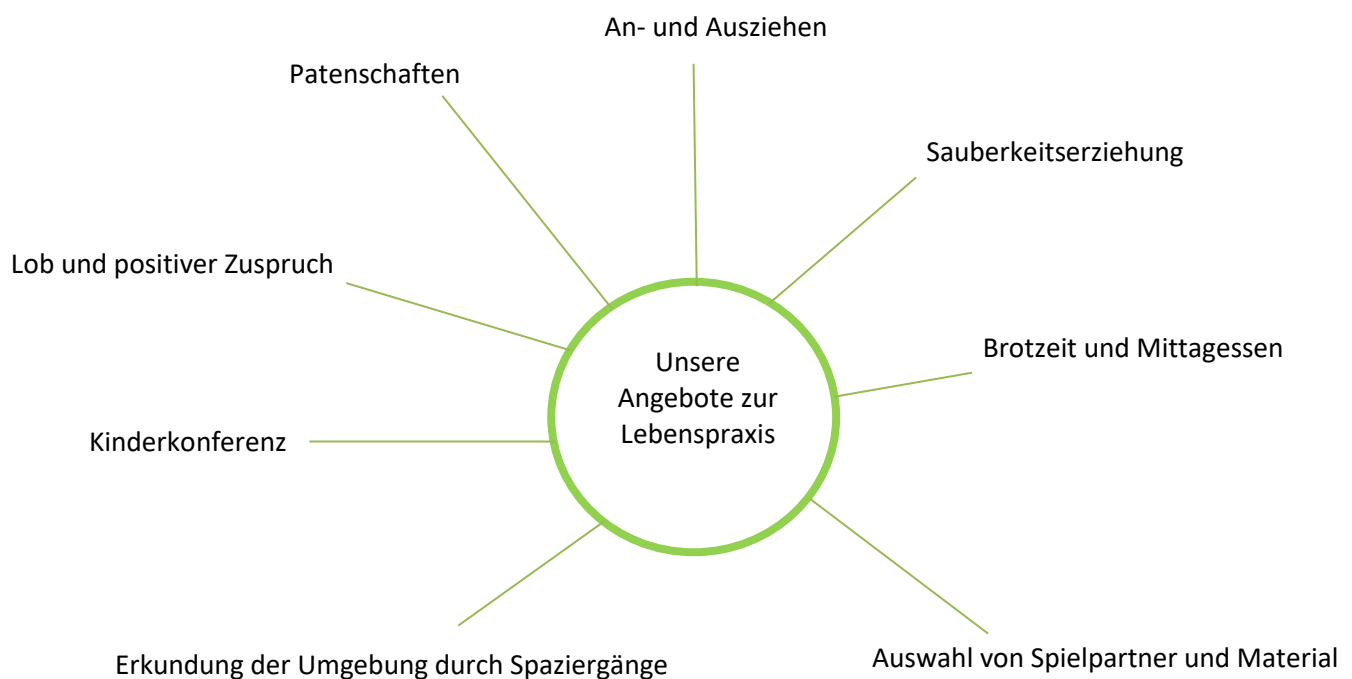 An- und Ausziehen
Patenschaften
Sauberkeitserziehung
Lob und positiver Zuspruch
Brotzeit und Mittagessen
Unsere
Angebote zur
Lebenspraxis
Kinderkonferenz
Erkundung der Umgebung durch Spaziergänge
Auswahl von Spielpartner und Material